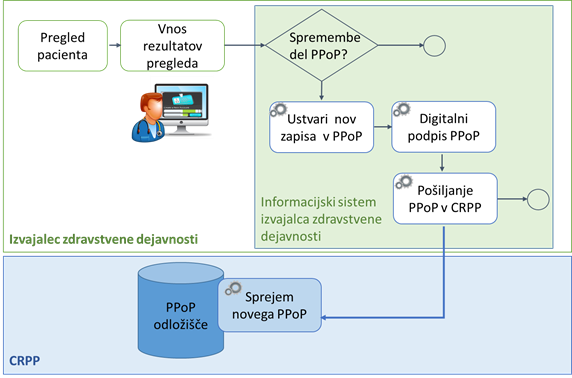 Pregled
pacienta
Vnos
rezultatov
pregleda
Spremembe
del PPoP?
Ustvari nov
zapisa v PPoP
Digitalni
podpis PPoP
Pošiljanje
PPoP v CRPP
Informacijski sistem
izvajalca zdravstvene
dejavnosti
Izvajalec zdravstvene dejavnosti
PPoP
odložišče
Sprejem
novega PPoP
CRPP